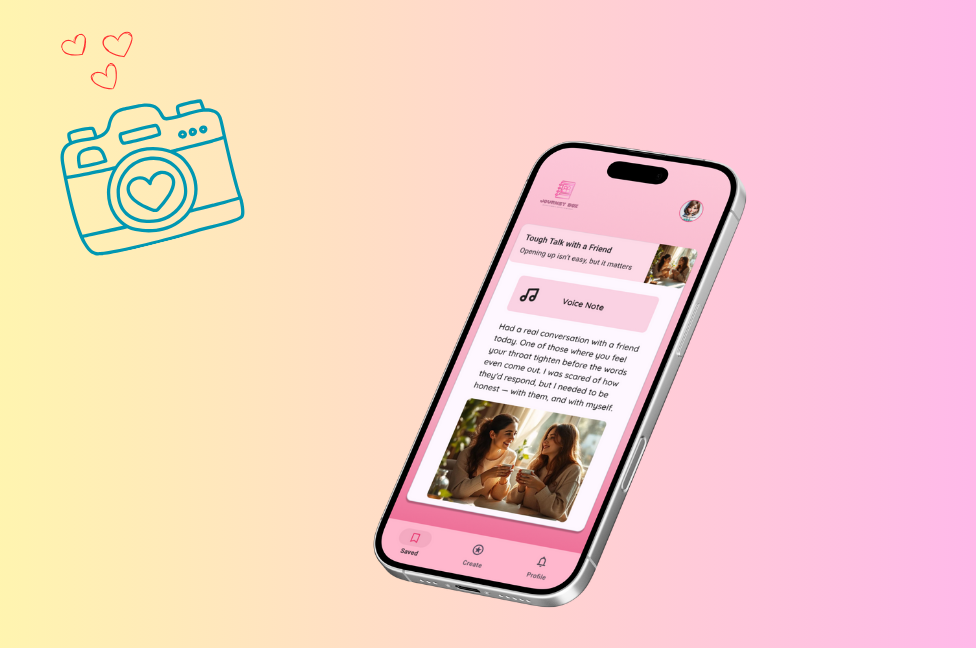 JOURNEY BEE
Tough Talk with a Friend
Opening up isn't easy, but it matters
Voice Note
Had a real conversation with a friend
today. One of those where you feel
your throat tighten before the words
even come out. I was scared of how
they'd respond, but I needed to be
honest — with them, and with myself.
Saved
Create
Profile